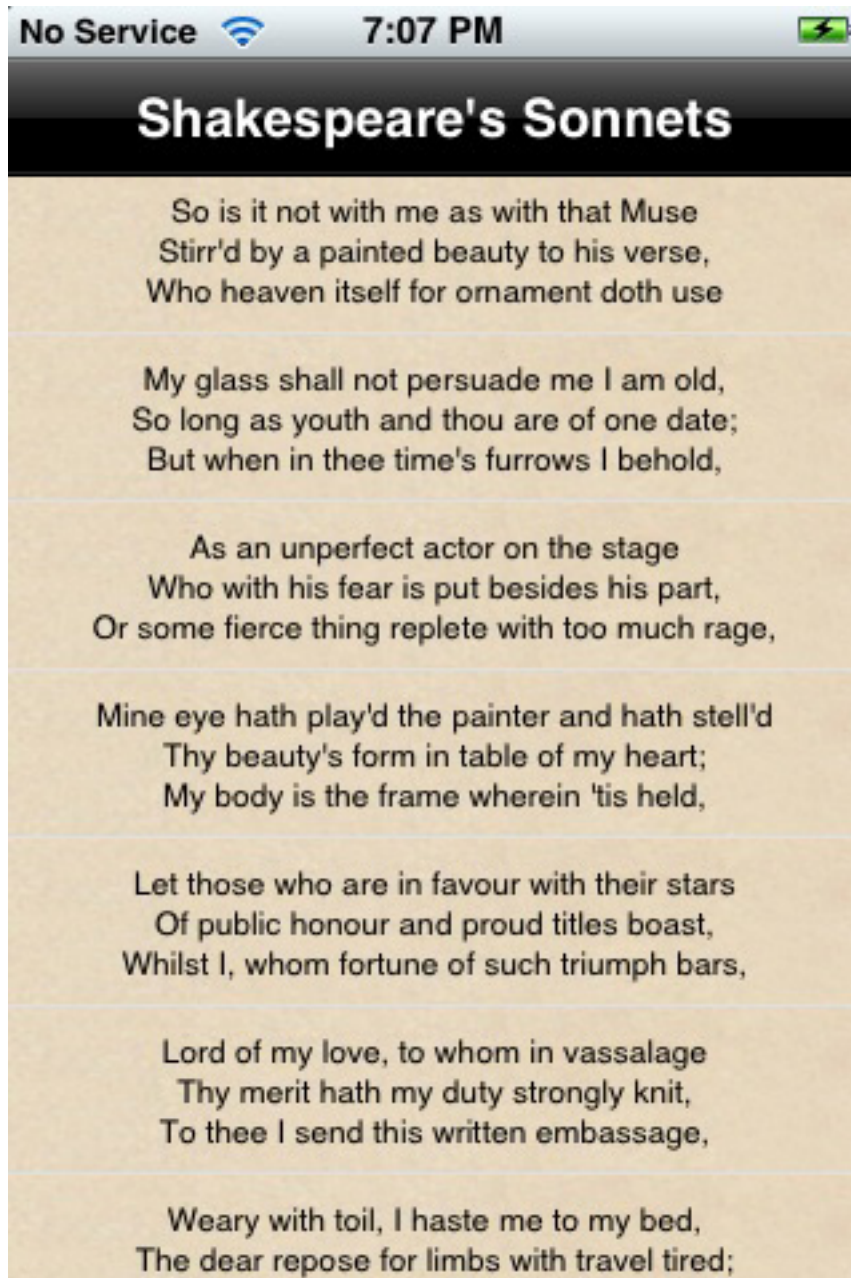 No Service 7:07 PM
Shakespeare's Sonnets
So is it not with me as with that Muse
Stirr'd by a painted beauty to his verse,
Who heaven itself for ornament doth use
My glass shall not persuade me I am old,
So long as youth and thou are of one date;
But when in thee time's furrows I behold,
As an unperfect actor on the stage
Who with his fear is put besides his part,
Or some fierce thing replete with too much rage,
Mine eye hath play'd the painter and hath stell'd
Thy beauty's form in table of my heart;
My body is the frame wherein 'tis held,
Let those who are in favour with their stars
Of public honour and proud titles boast,
Whilst I, whom fortune of such triumph bars,
Lord of my love, to whom in vassalage
Thy merit hath my duty strongly knit,
To thee I send this written embassage,
Weary with toil, I haste me to my bed,
The dear repose for limbs with travel tired;